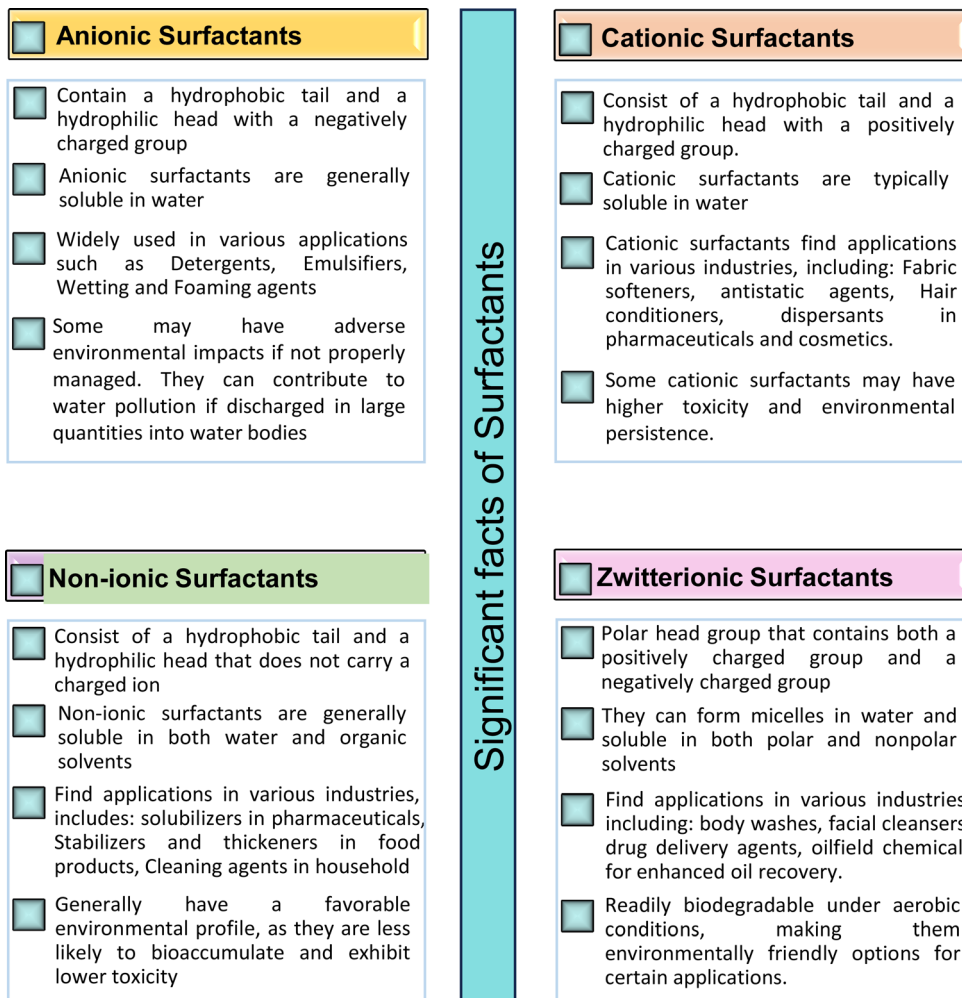 Anionic Surfactants
Contain a hydrophobic tail and a
hydrophilic head with a negatively
charged group
Anionic surfactants are generally
soluble in water
Widely used in various applications
such as Detergents, Emulsifiers,
Wetting and Foaming agents
Some may have adverse
environmental impacts if not properly
managed. They can contribute to
water pollution if discharged in large
quantities into water bodies
Significant facts of Surfactants
Cationic Surfactants
Consist of a hydrophobic tail and a
hydrophilic head with a positively
charged group.
Cationic surfactants are typically
soluble in water
Cationic surfactants find applications
in various industries, including: Fabric
softeners, antistatic agents, Hair
conditioners, dispersants in
pharmaceuticals and cosmetics.
Some cationic surfactants may have
higher toxicity and environmental
persistence.
Non-ionic Surfactants
Consist of a hydrophobic tail and a
hydrophilic head that does not carry a
charged ion
Non-ionic surfactants are generally
soluble in both water and organic
solvents
Find applications in various industries,
includes: solubilizers in pharmaceuticals,
Stabilizers and thickeners in food
products, Cleaning agents in household
Generally have a favorable
environmental profile, as they are less
likely to bioaccumulate and exhibit
lower toxicity
Zwitterionic Surfactants
Polar head group that contains both a
positively charged group and a
negatively charged group
They can form micelles in water and
soluble in both polar and nonpolar
solvents
Find applications in various industries
including: body washes, facial cleansers
drug delivery agents, oilfield chemical
for enhanced oil recovery.
Readily biodegradable under aerobic
conditions, making them
environmentally friendly options for
certain applications.